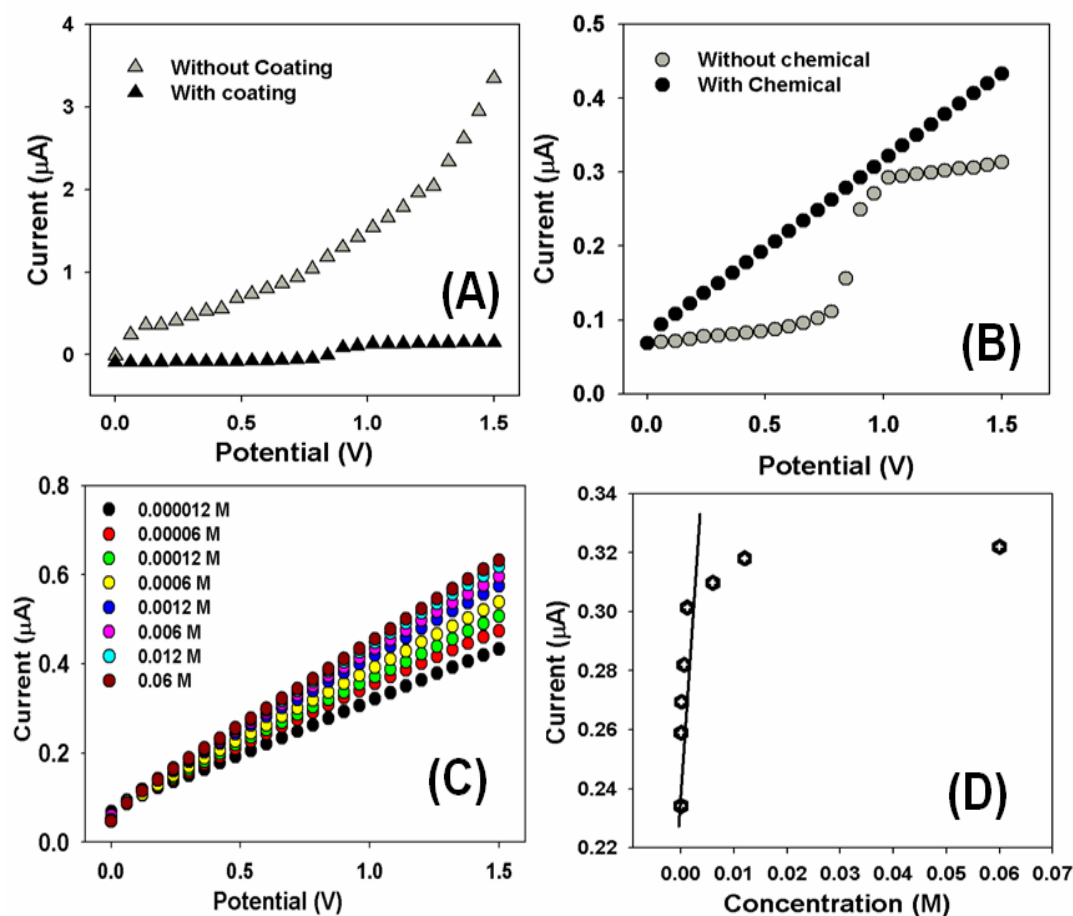 4
3
2
1
0
Current (µA)
Without Coating
With coating
(A)
0.0 0.5 1.0 1.5
Potential (V)
0.5
0.4
0.3
0.2
0.1
0.0
Current (µA)
Without chemical
With Chemical
(B)
0.0 0.5 1.0 1.5
Potential (V)
0.8
0.6
0.4
0.2
0.0
Current (µA)
0.000012 M
0.00006 M
0.00012 M
0.0006 M
0.0012 M
0.006 M
0.012 M
0.06 M
(C)
0.0 0.5 1.0 1.5
Potential (V)
0.34
0.32
0.30
0.28
0.26
0.24
0.22
Current (µA)
(D)
0.00 0.01 0.02 0.03 0.04 0.05 0.06 0.07
Concentration (M)